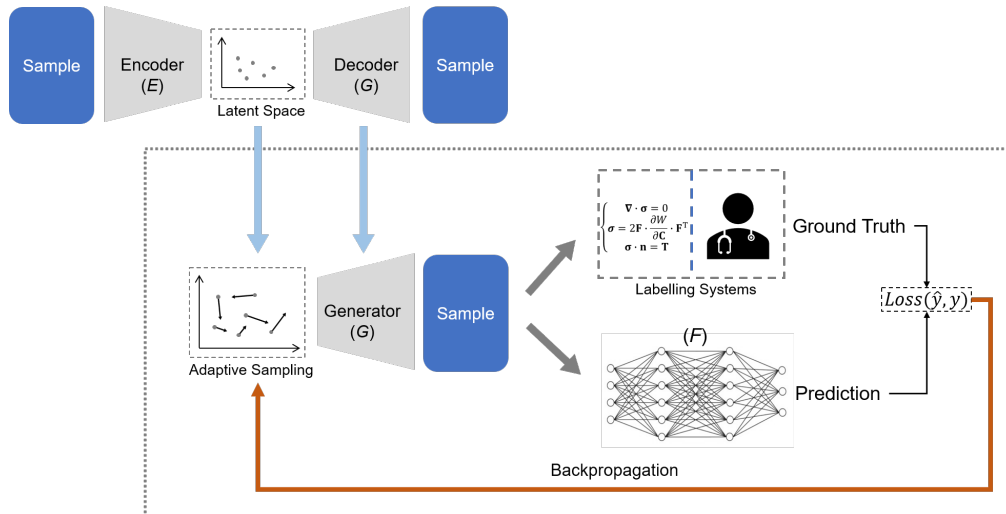 Sample
Encoder
(E)
Latent Space
Decoder
(G)
Sample
∇ · σ = 0
σ = 2F · ∂W/∂C · Fᵀ
σ · n = T
Labelling Systems
Ground Truth
Adaptive Sampling
Generator
(G)
Sample
(F)
Prediction
Loss(ŷ, y)
Backpropagation